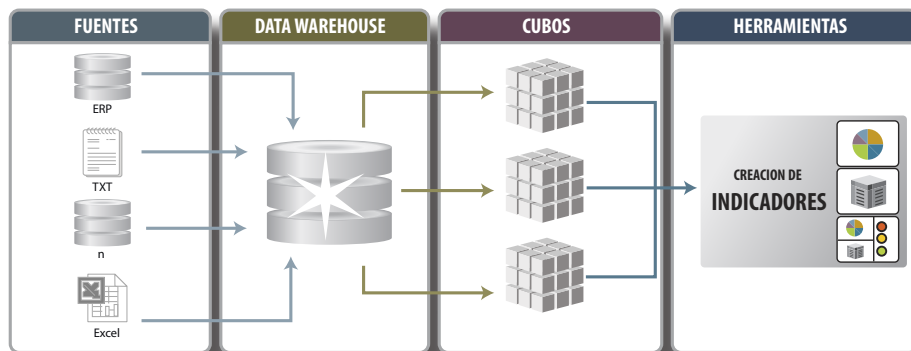 FUENTES
DATA WAREHOUSE
CUBOS
HERRAMIENTAS
ERP
TXT
n
Excel
CREACION DE
INDICADORES